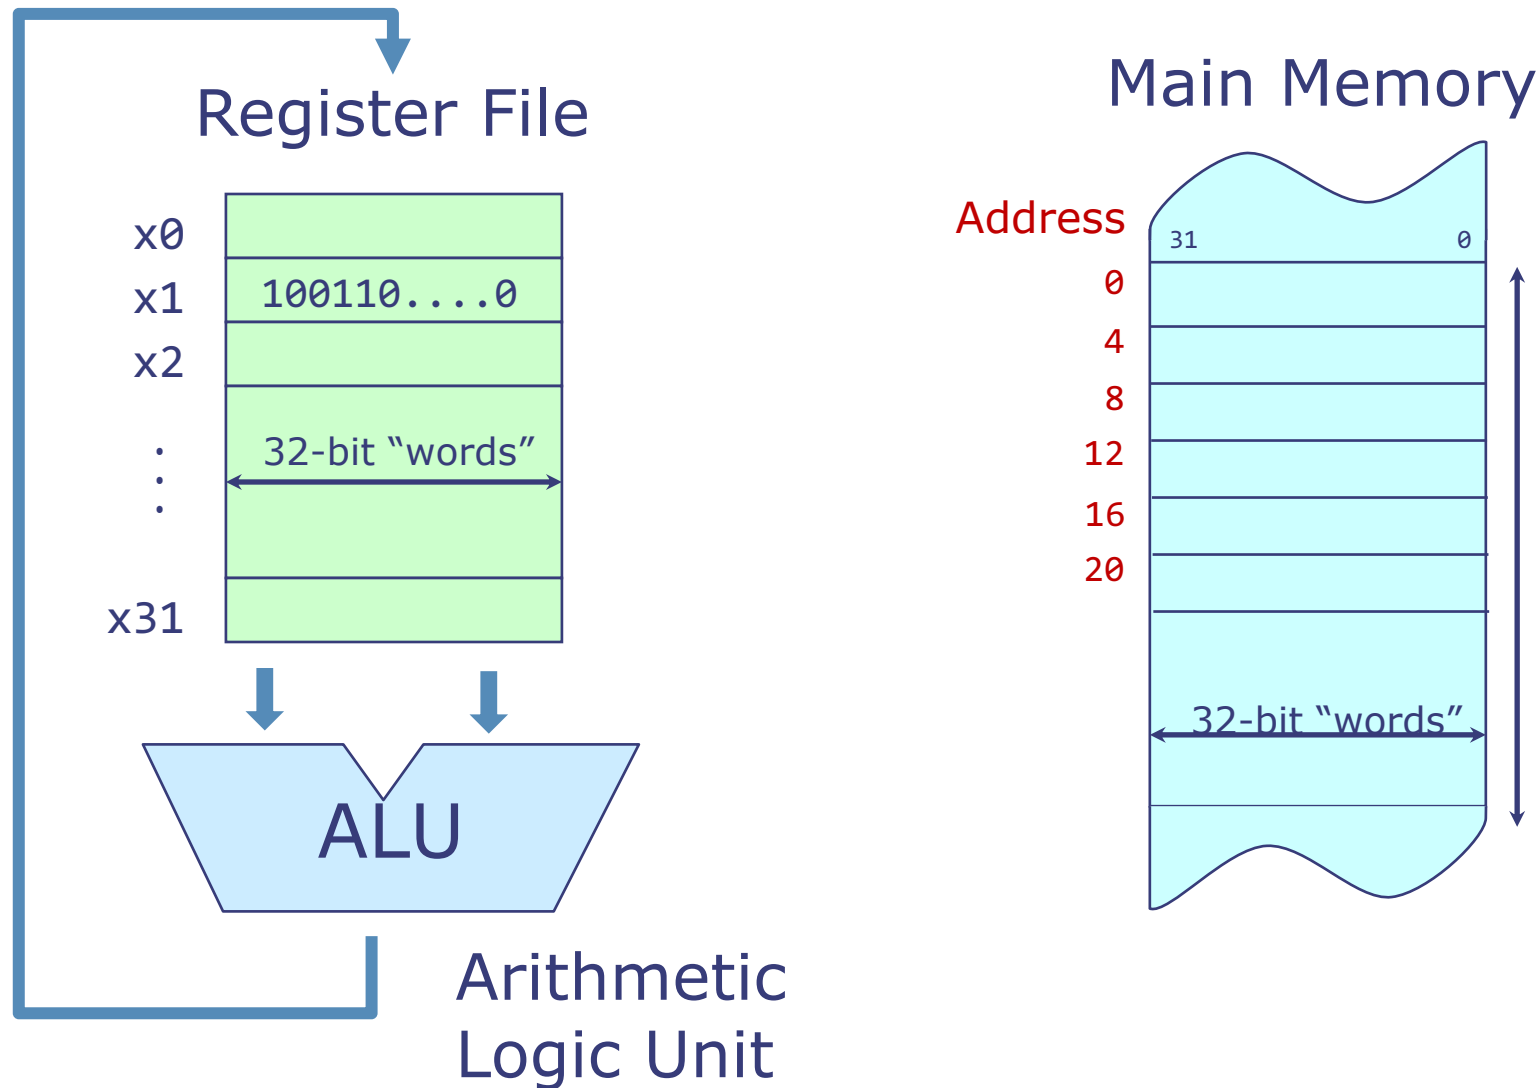 Register File
x0
x1 100110....0
x2
.
.
.
32-bit “words”
x31
ALU
Arithmetic
Logic Unit
Main Memory
Address
31 0
0
4
8
12
16
20
32-bit “words”